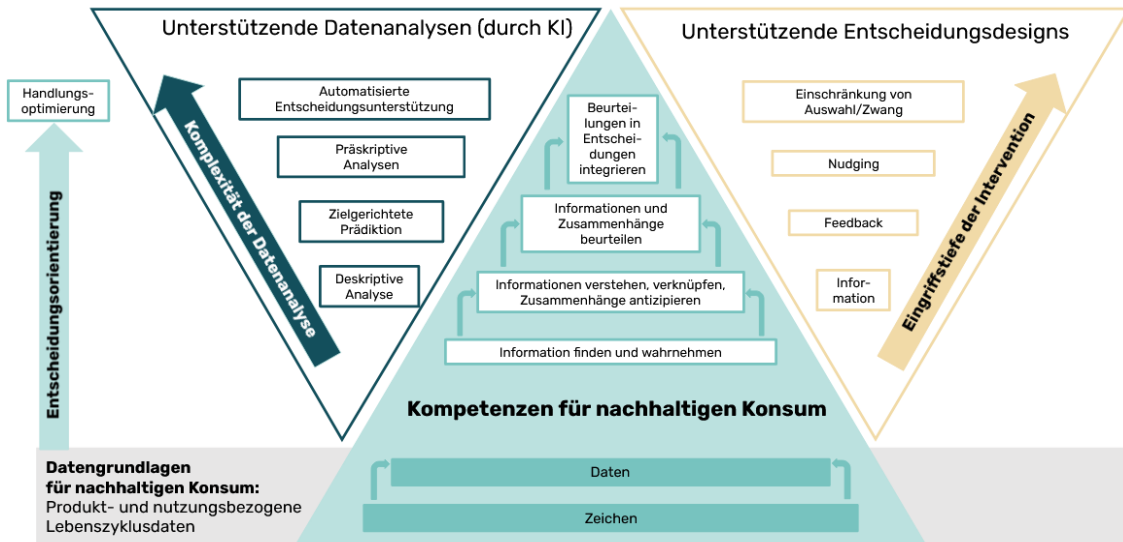 Unterstützende Datenanalysen (durch KI)
Unterstützende Entscheidungsdesigns
Handlungs-
optimierung
Entscheidungsorientierung
Komplexität der Datenanalyse
Automatisierte
Entscheidungsunterstützung
Präskriptive
Analysen
Zielgerichtete
Prädiktion
Deskriptive
Analyse
Beurtei-
lungen in
Entschei-
dungen
integrieren
Informationen und
Zusammenhänge
beurteilen
Informationen verstehen, verknüpfen,
Zusammenhänge antizipieren
Information finden und wahrnehmen
Kompetenzen für nachhaltigen Konsum
Einschränkung von
Auswahl/Zwang
Nudging
Feedback
Infor-
mation
Eingriffstiefe der Intervention
Datengrundlagen
für nachhaltigen Konsum:
Produkt- und nutzungsbezogene
Lebenszyklusdaten
Daten
Zeichen